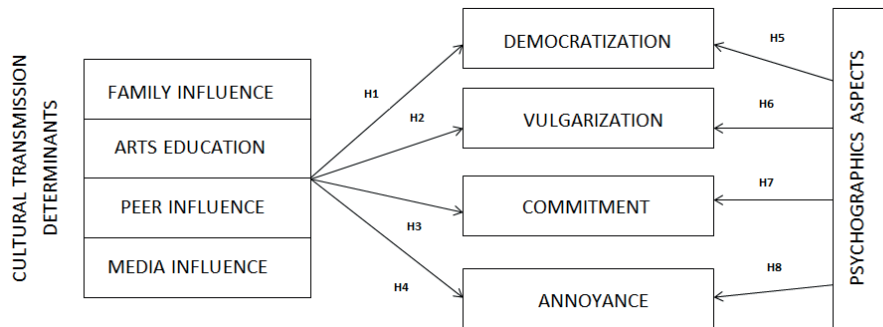 CULTURAL TRANSMISSION
DETERMINANTS
FAMILY INFLUENCE
ARTS EDUCATION
PEER INFLUENCE
MEDIA INFLUENCE
H1
H2
H3
H4
DEMOCRATIZATION
VULGARIZATION
COMMITMENT
ANNOYANCE
H5
H6
H7
H8
PSYCHOGRAPHICS ASPECTS